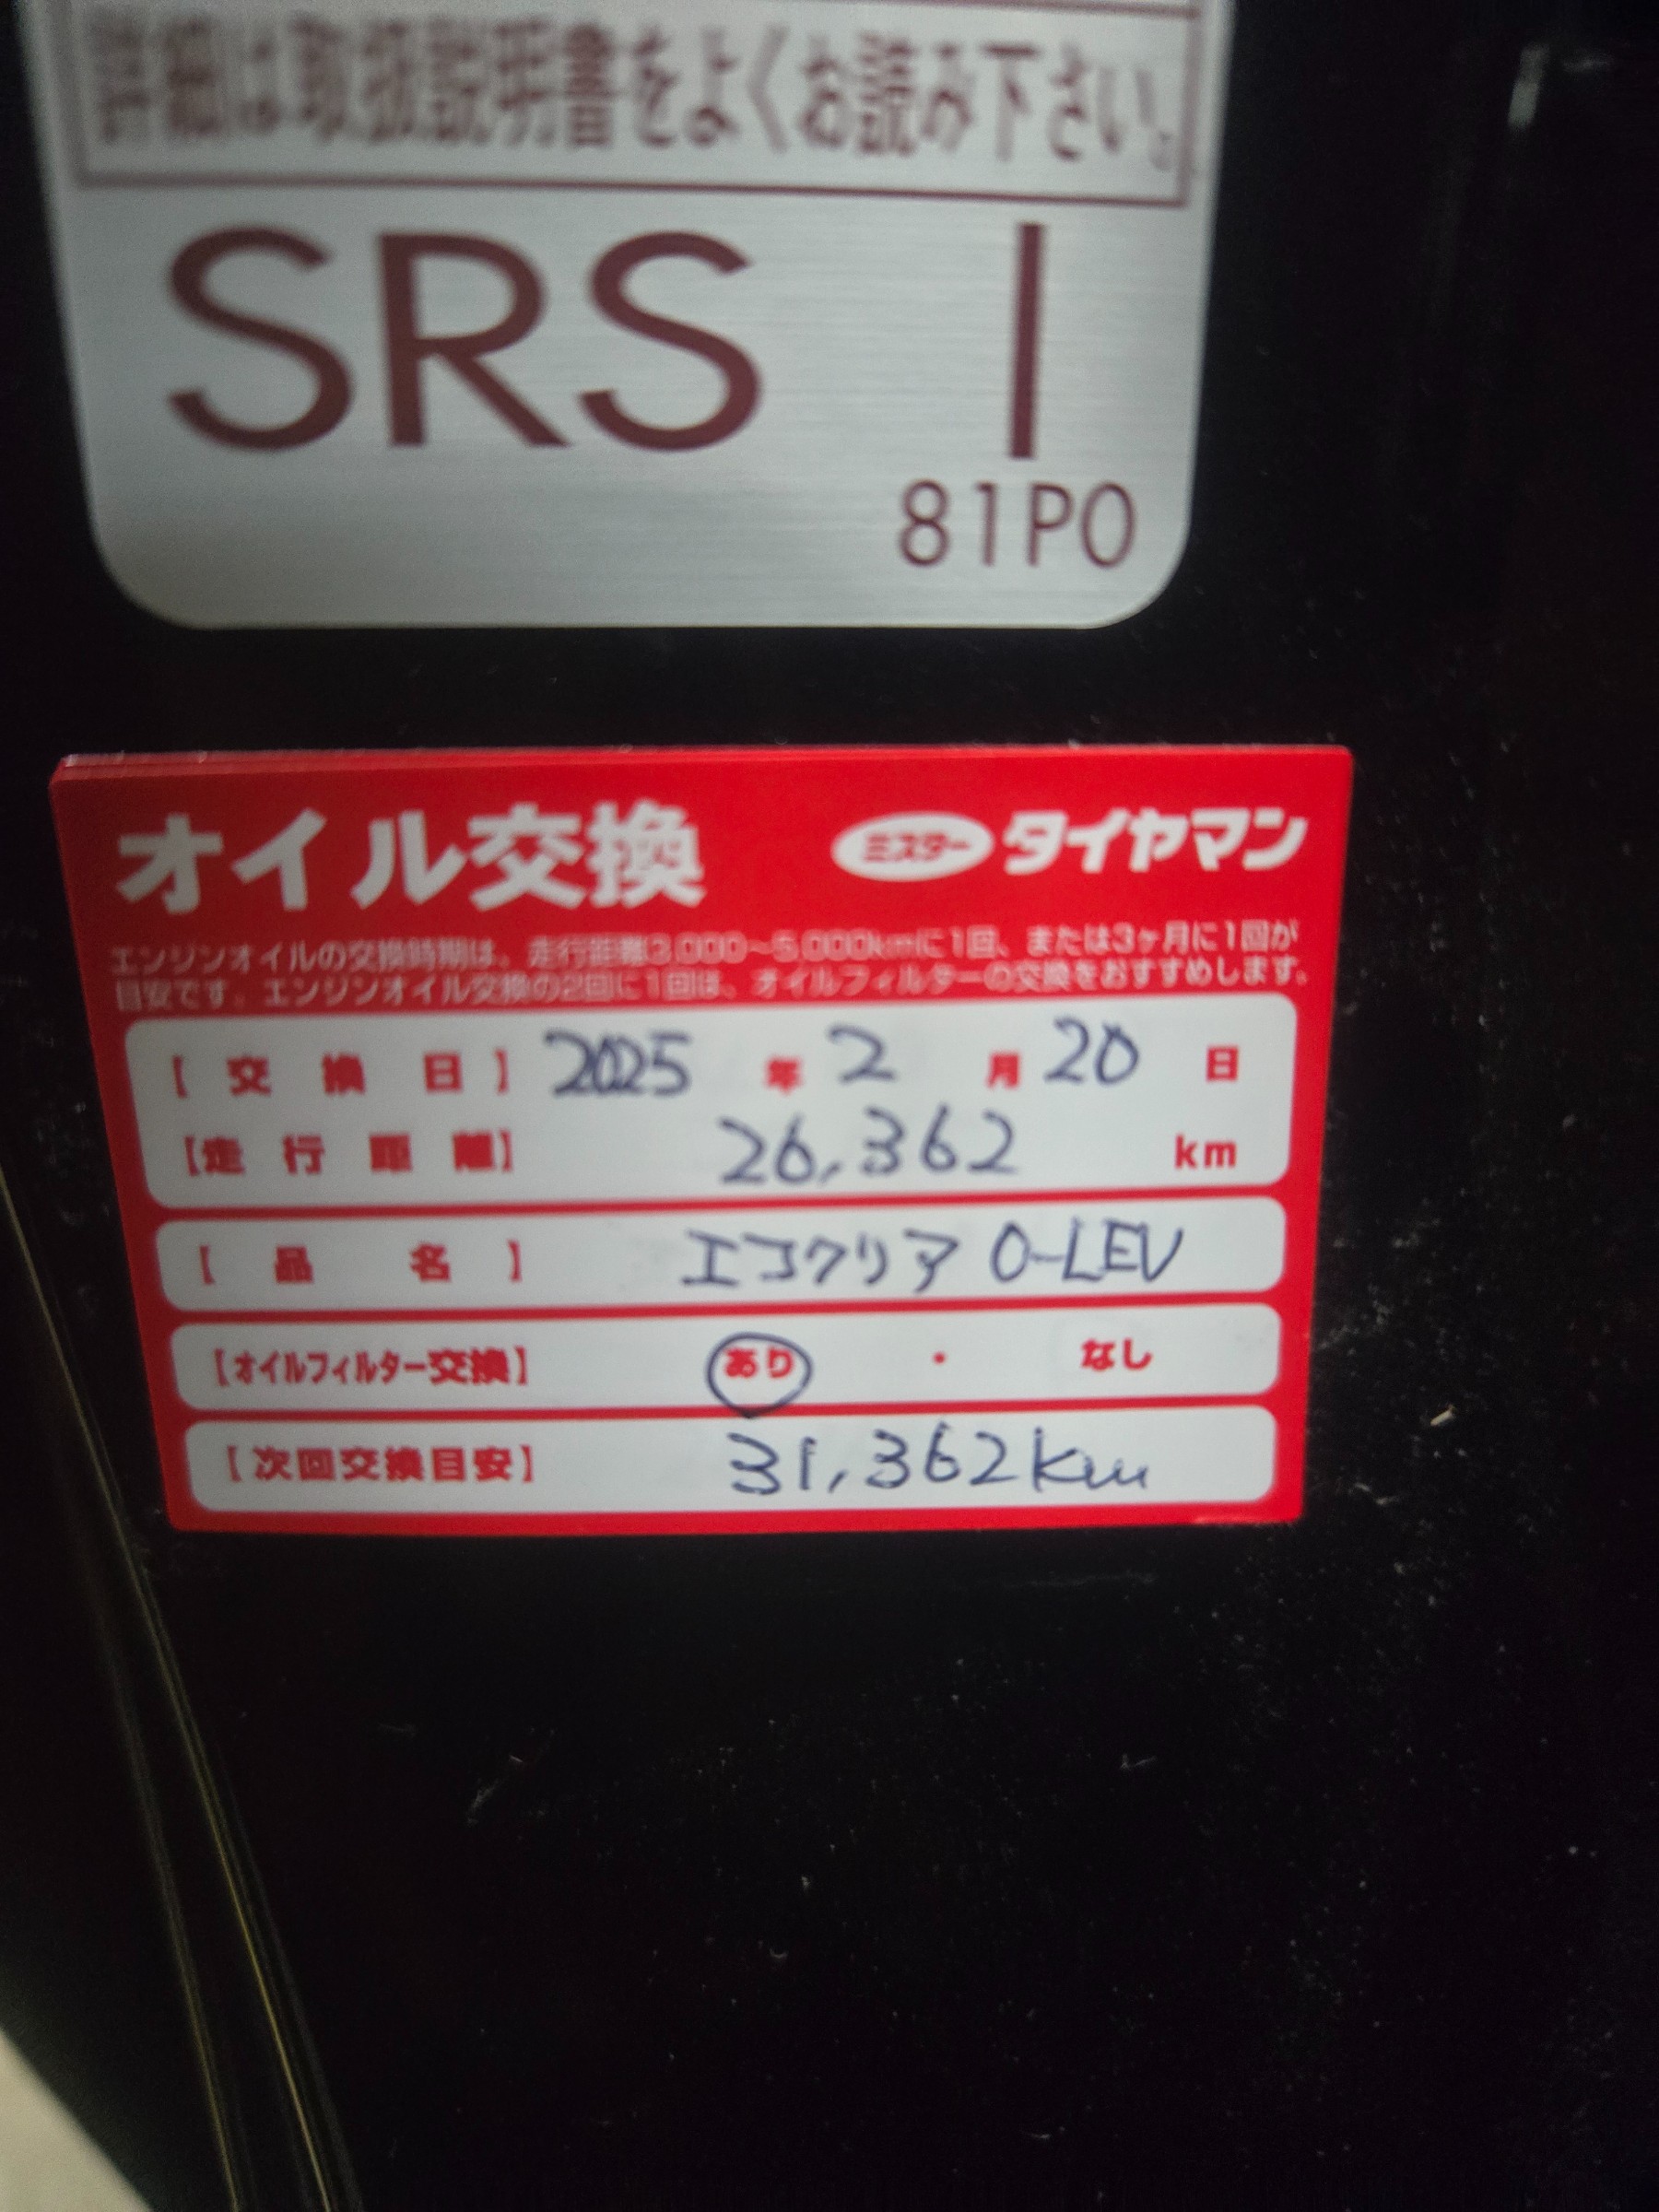 詳細は取扱説明書をよくお読み下さい。
SRS I
81P0
オイル交換 ミスター タイヤマン
エンジンオイルの交換時期は、走行距離3,000〜5,000kmに1回、または3ヶ月に1回が
目安です。エンジンオイル交換の2回に1回は、オイルフィルターの交換をおすすめします。
【交換日】 2025 年 2 月 20 日
【走行距離】 26,362 km
【品名】 エコクリア 0-LEV
【オイルフィルター交換】 あり ・ なし
【次回交換目安】 31,362km